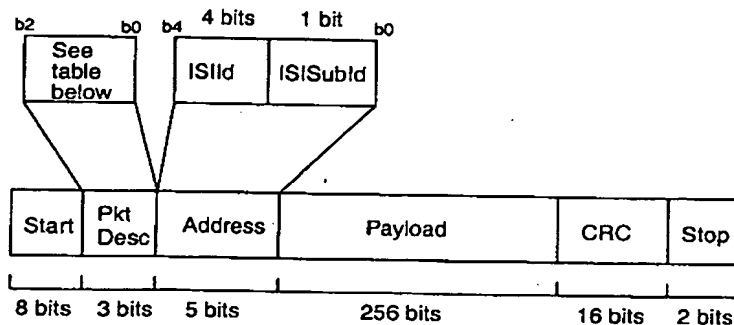 b2 b0 b4 4 bits 1 bit b0
See
table
below
ISIId ISISubId
Start Pkt
Desc Address Payload CRC Stop
8 bits 3 bits 5 bits 256 bits 16 bits 2 bits